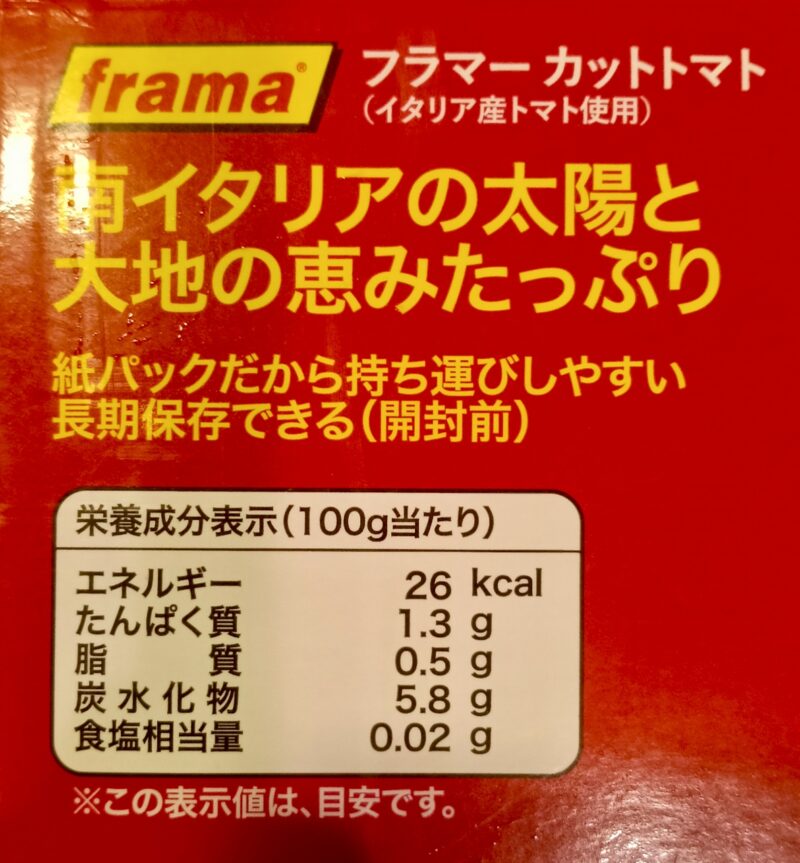 frama®
フラマー カットトマト
(イタリア産トマト使用)
南イタリアの太陽と
大地の恵みたっぷり
紙パックだから持ち運びしやすい
長期保存できる(開封前)
栄養成分表示(100g当たり)
エネルギー 26 kcal
たんぱく質 1.3 g
脂質 0.5 g
炭水化物 5.8 g
食塩相当量 0.02 g
※この表示値は、目安です。